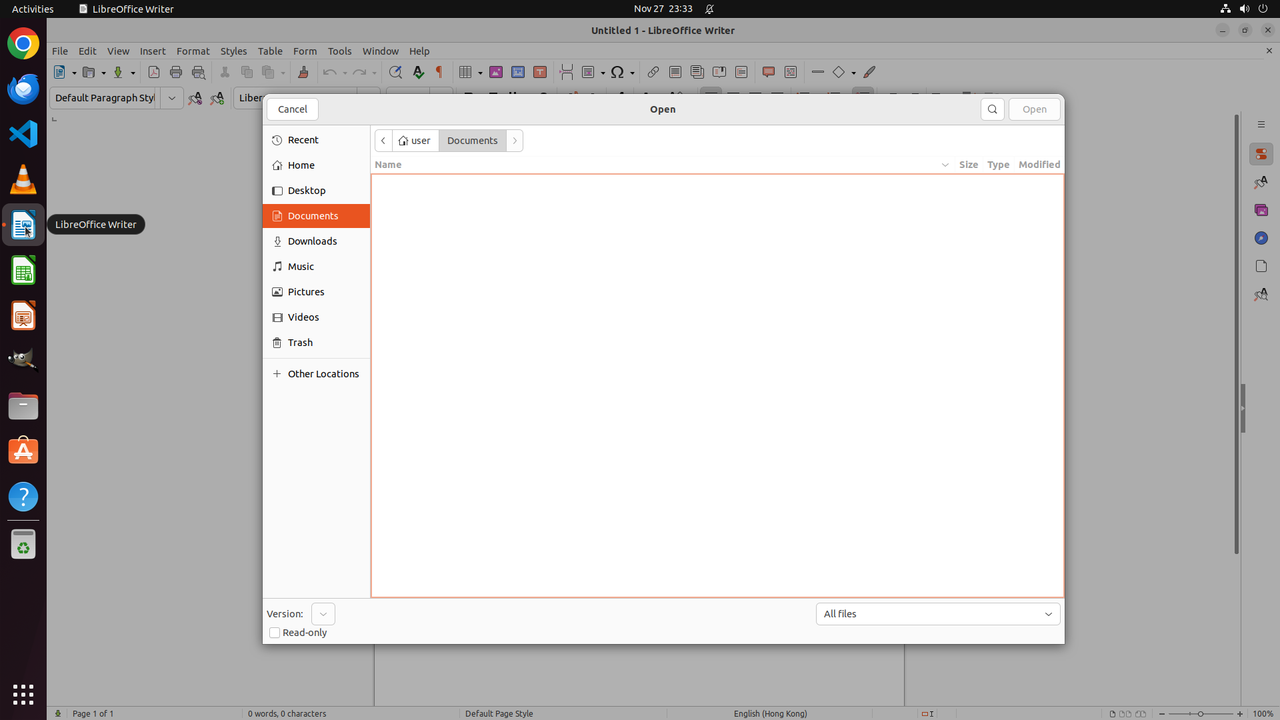 Activities
LibreOffice Writer
Nov 27 23:33
Untitled 1 - LibreOffice Writer
File Edit View Insert Format Styles Table Form Tools Window Help
Default Paragraph Styl
Liber
Cancel
Open
Open
Recent
Home
Desktop
Documents
Downloads
Music
Pictures
Videos
Trash
Other Locations
user
Documents
Name
Size
Type
Modified
LibreOffice Writer
Version:
All files
Read-only
Page 1 of 1
0 words, 0 characters
Default Page Style
English (Hong Kong)
100%